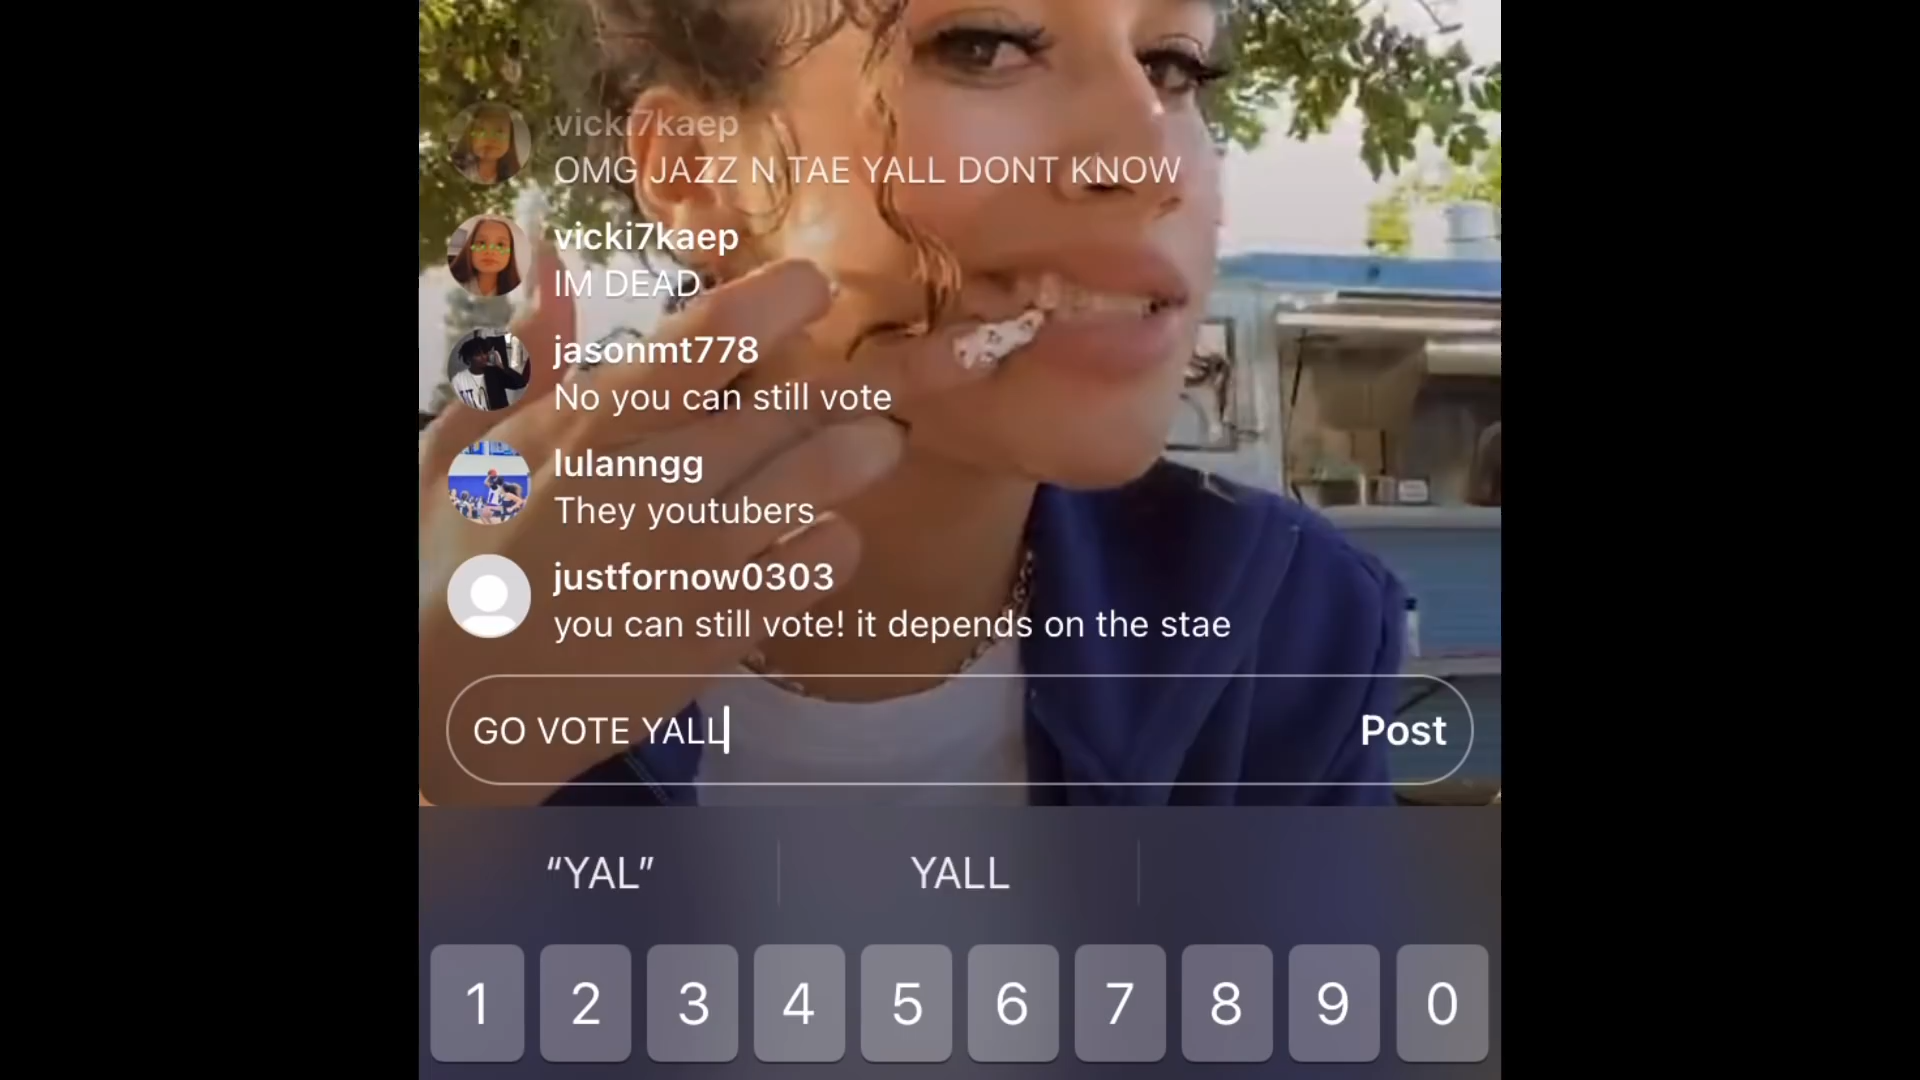 vicki7kaep
OMG JAZZ N TAE YALL DONT KNOW
vicki7kaep
IM DEAD
jasonmt778
No you can still vote
lulanngg
They youtubers
justfornow0303
you can still vote! it depends on the stae
GO VOTE YALL
Post
“YAL”
YALL
1 2 3 4 5 6 7 8 9 0